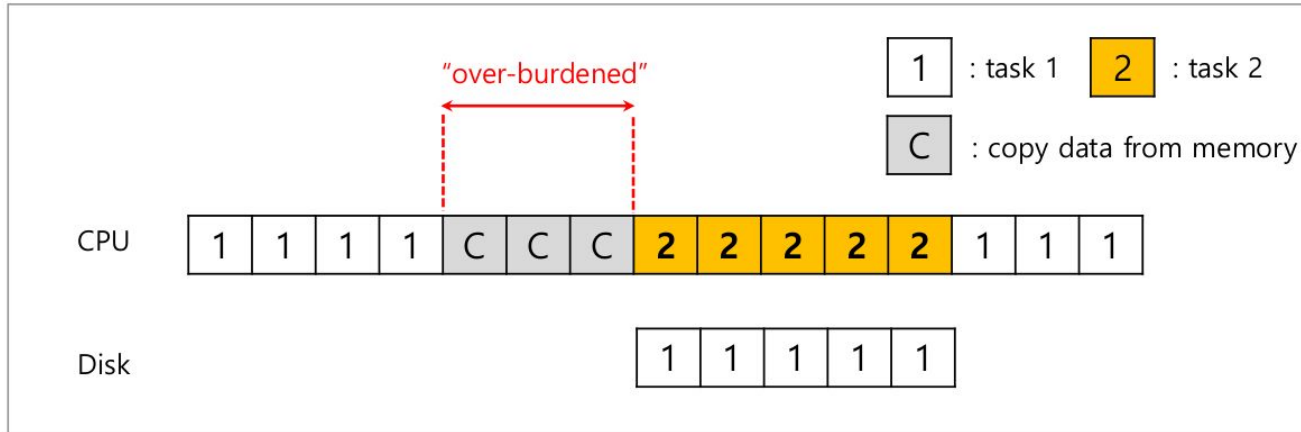 1 : task 1 2 : task 2
"over-burdened"
C : copy data from memory
CPU 1 1 1 1 C C C 2 2 2 2 2 1 1 1
Disk 1 1 1 1 1